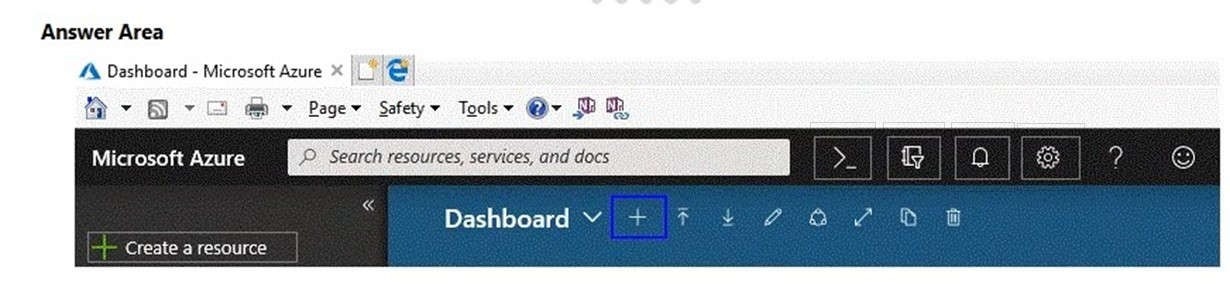 Answer Area
Dashboard - Microsoft Azure
Page Safety Tools
Microsoft Azure Search resources, services, and docs
Dashboard
Create a resource